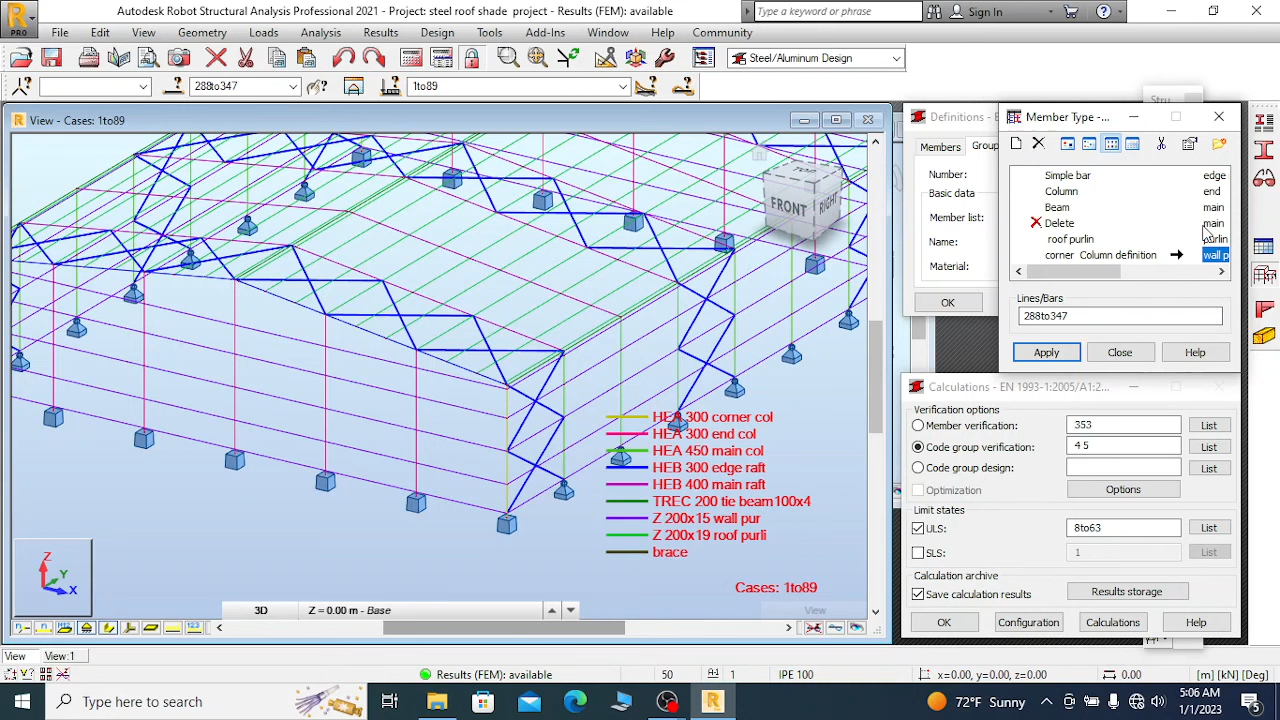 Autodesk Robot Structural Analysis Professional 2021 - Project: steel roof shade project - Results (FEM): available
Type a keyword or phrase
Sign In
PRO
File Edit View Geometry Loads Analysis Results Design Add-Ins Tools Window Help Community
Steel/Aluminum Design
288to347
1to89
View - Cases: 1to89
TOP
FRONT
RIGHT
HEA 300 corner col
HEA 300 end col
HEA 450 main col
HEB 300 edge raft
HEB 400 main raft
TREC 200 tie beam100x4
Z 200x15 wall pur
Z 200x19 roof purli
brace
Cases: 1to89
Z
Y
X
3D
Z = 0.00 m - Base
View
Stru
Definitions - E
Members
Group
Number:
Basic data
Member list:
Name:
Material:
OK
Member Type -...
Simple bar edge
Column end
Beam main
Delete main
roof purlin purlin
corner Column definition wall p
Lines/Bars
288to347
Apply
Close
Help
Calculations - EN 1993-1:2005/A1:2...
Verification options
Member verification: 353 List
Code group verification: 4 5 List
Code group design: List
Optimization Options
Limit states
ULS: 8to63 List
SLS: 1 List
Calculation archive
Save calculation results Results storage
OK Configuration Calculations Help
View View:1
Results (FEM): available
50
1
IPE 100
x=0.00, y=0.00, z=0.00
0.00
[m] [kN] [Deg]
Type here to search
72°F Sunny
5:06 AM
1/1/2023
5